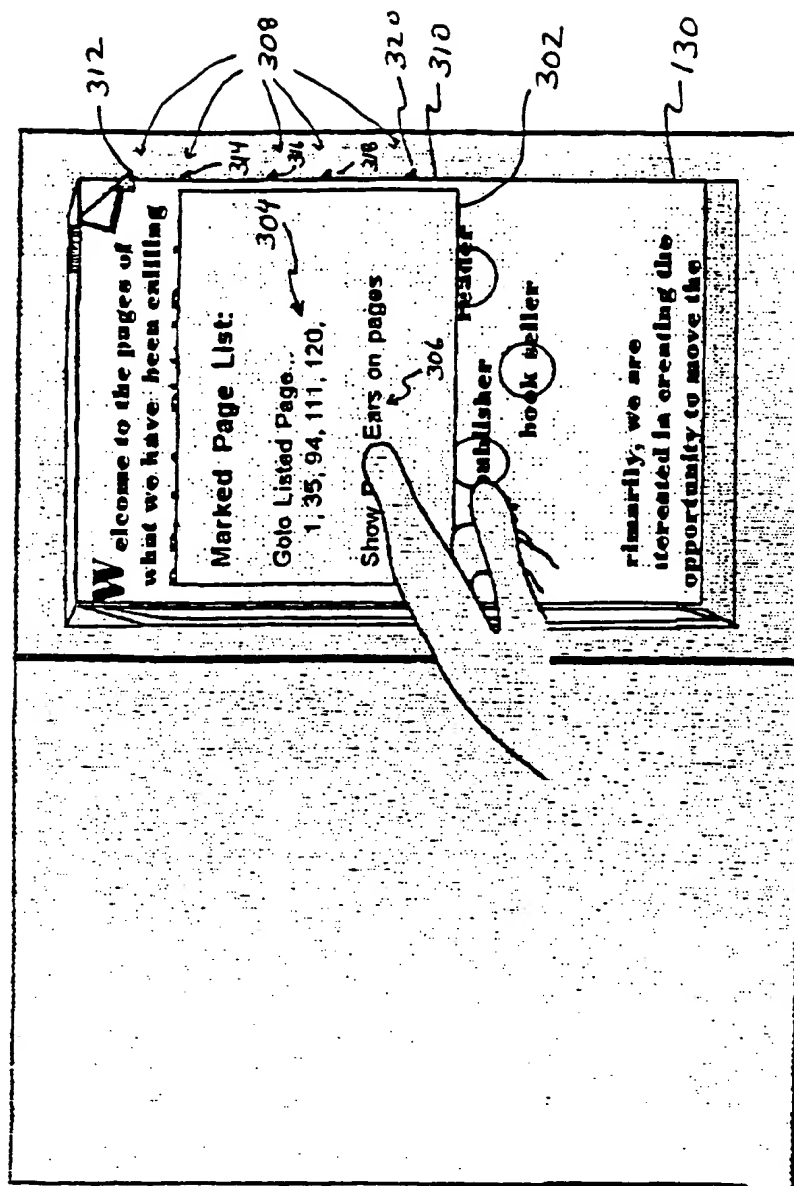 312
308
314
316
318
320
310
302
130
W elcome to the pages of
what we have been calling
Marked Page List:
Goto Listed Page...
1, 35, 94, 111, 120,
304
Show Ears on pages
306
reader
publisher
book seller
rimarily, we are
iterested in creating the
opportunity to move the